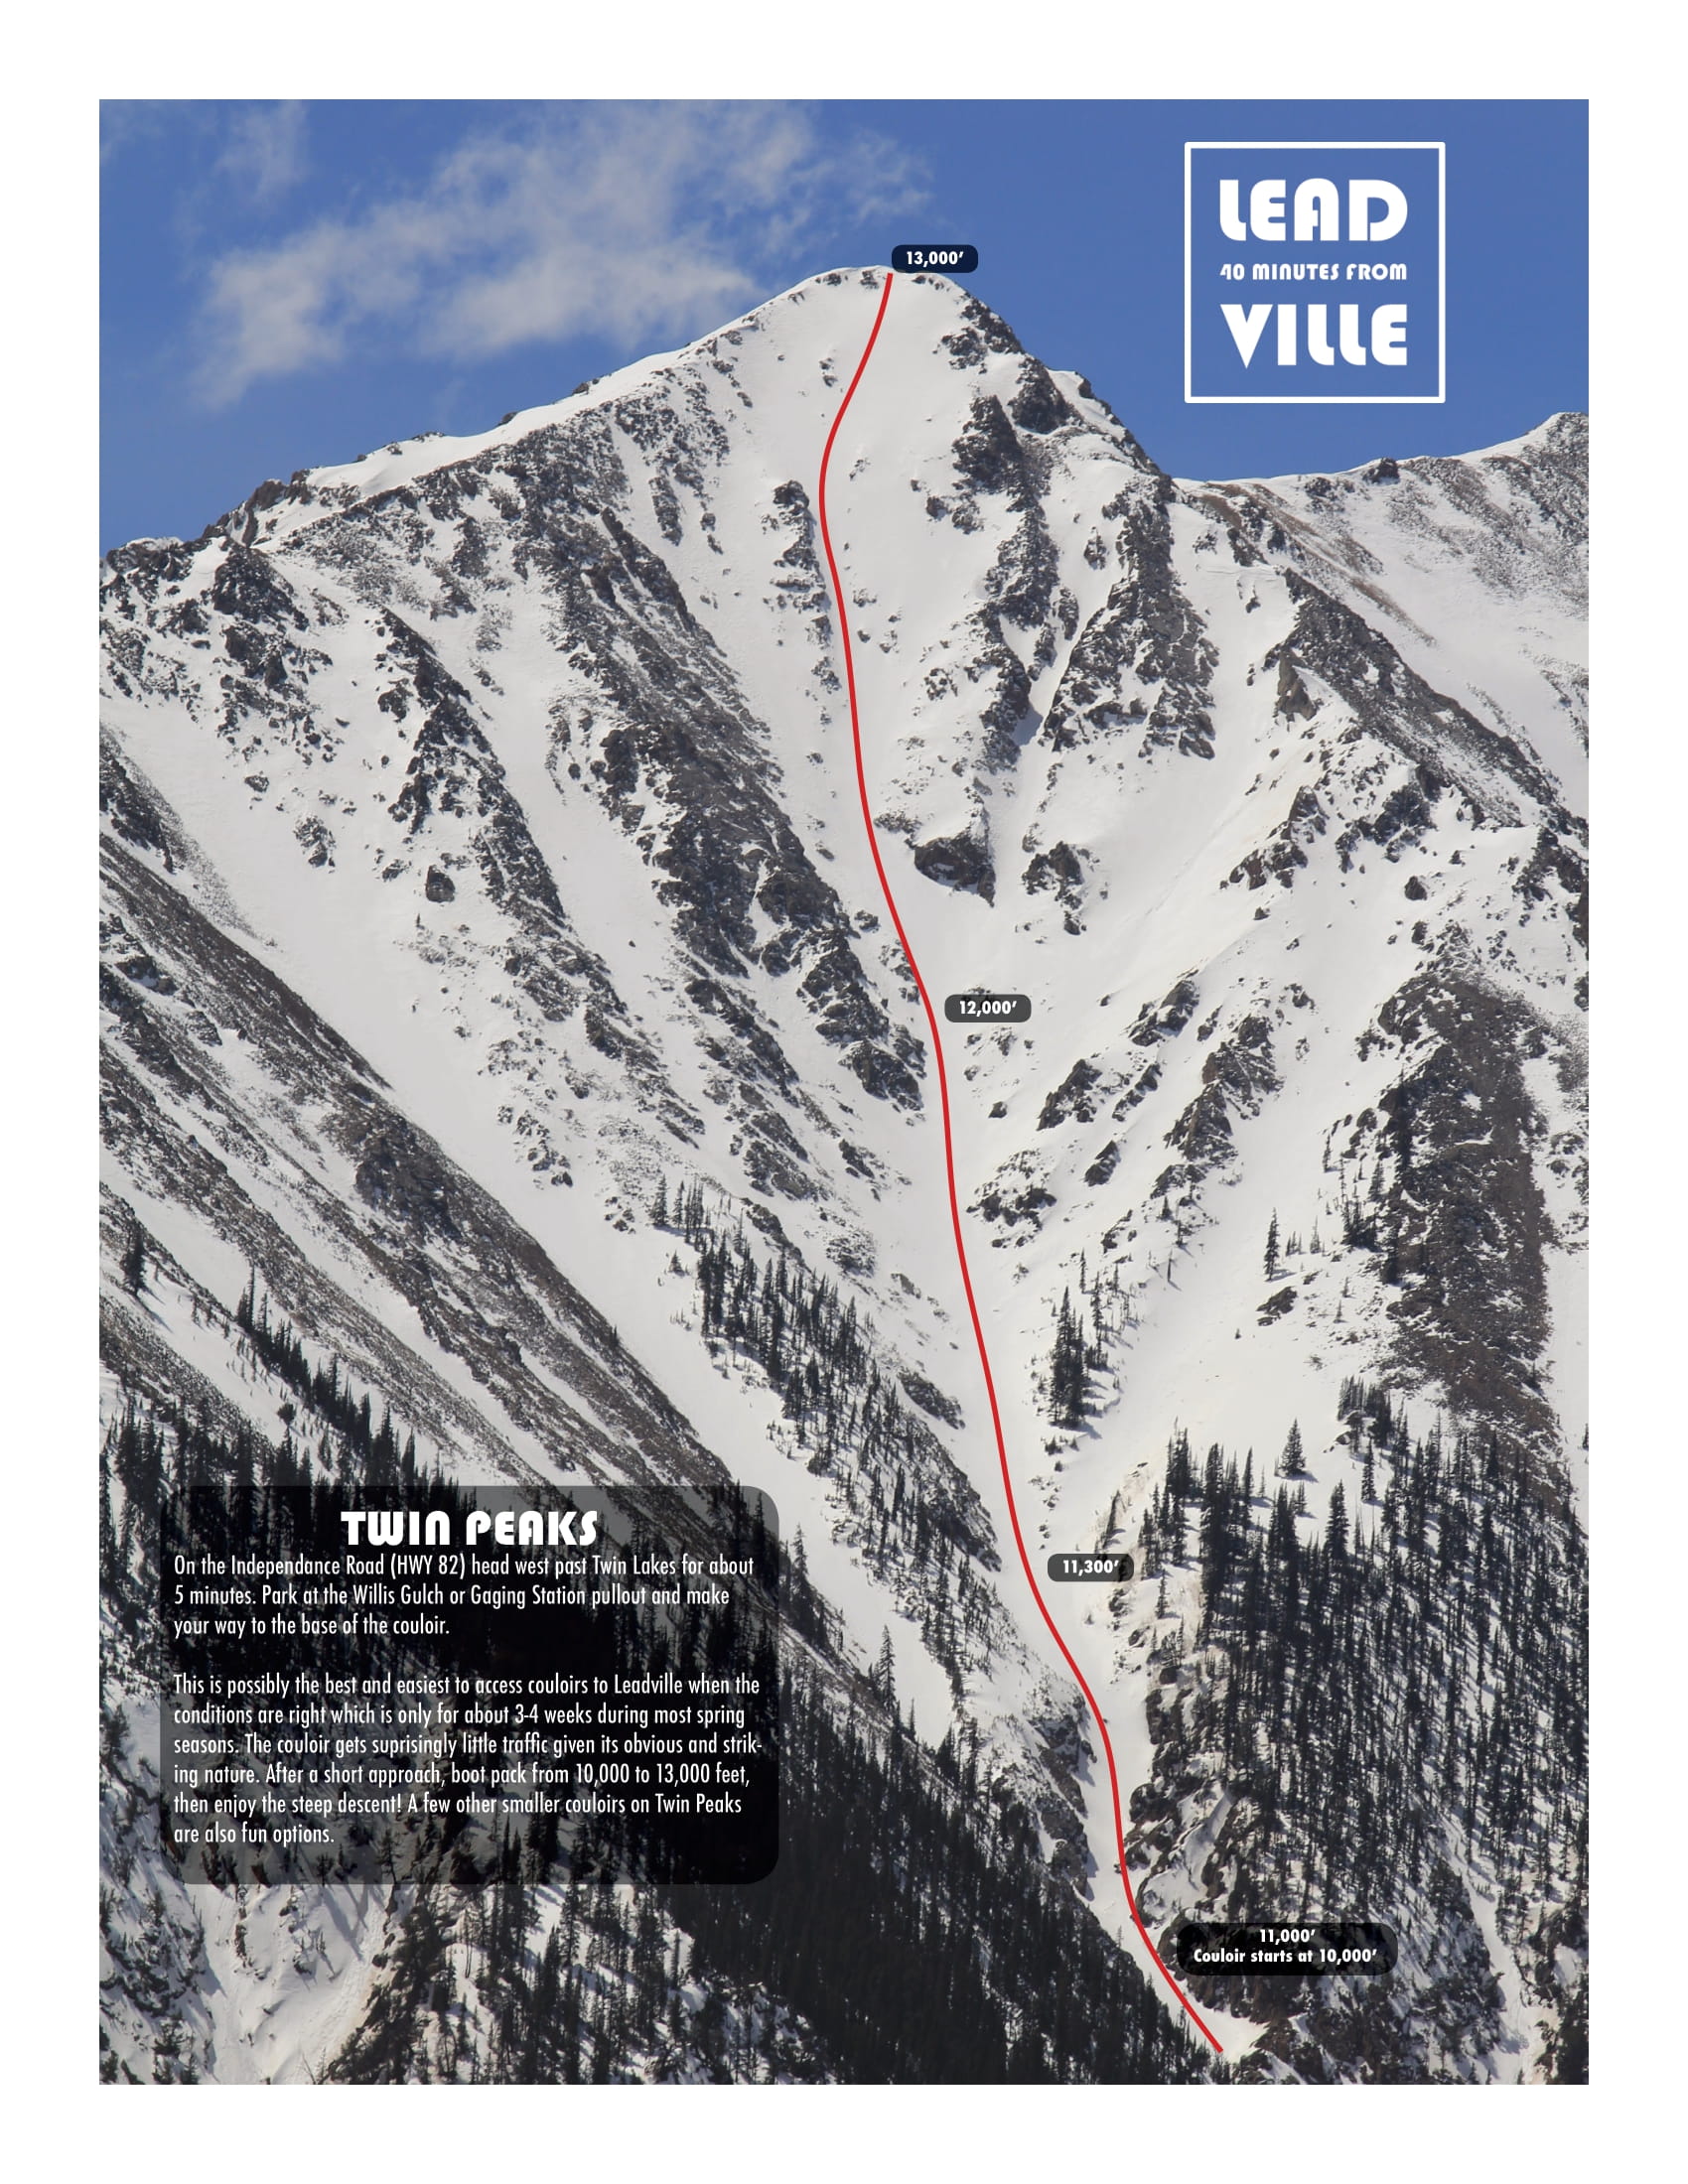 LEAD
40 MINUTES FROM
VILLE
13,000’
12,000’
11,300’
11,000’
Couloir starts at 10,000’
TWIN PEAKS
On the Independance Road (HWY 82) head west past Twin Lakes for about
5 minutes. Park at the Willis Gulch or Gaging Station pullout and make
your way to the base of the couloir.
This is possibly the best and easiest to access couloirs to Leadville when the
conditions are right which is only for about 3-4 weeks during most spring
seasons. The couloir gets suprisingly little traffic given its obvious and strik-
ing nature. After a short approach, boot pack from 10,000 to 13,000 feet,
then enjoy the steep descent! A few other smaller couloirs on Twin Peaks
are also fun options.